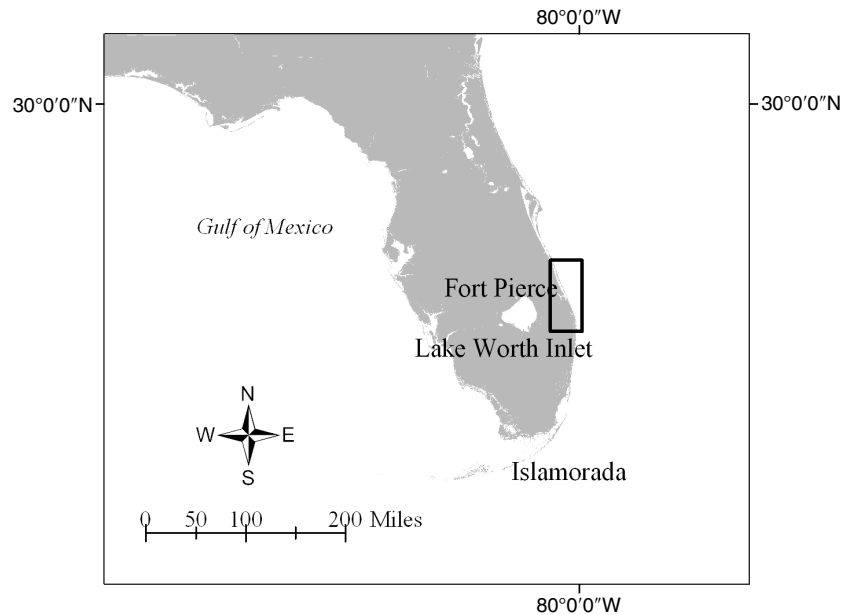 80°0'0"W
30°0'0"N
30°0'0"N
Gulf of Mexico
Fort Pierce
Lake Worth Inlet
N
W E
S
Islamorada
0 50 100 200 Miles
80°0'0"W